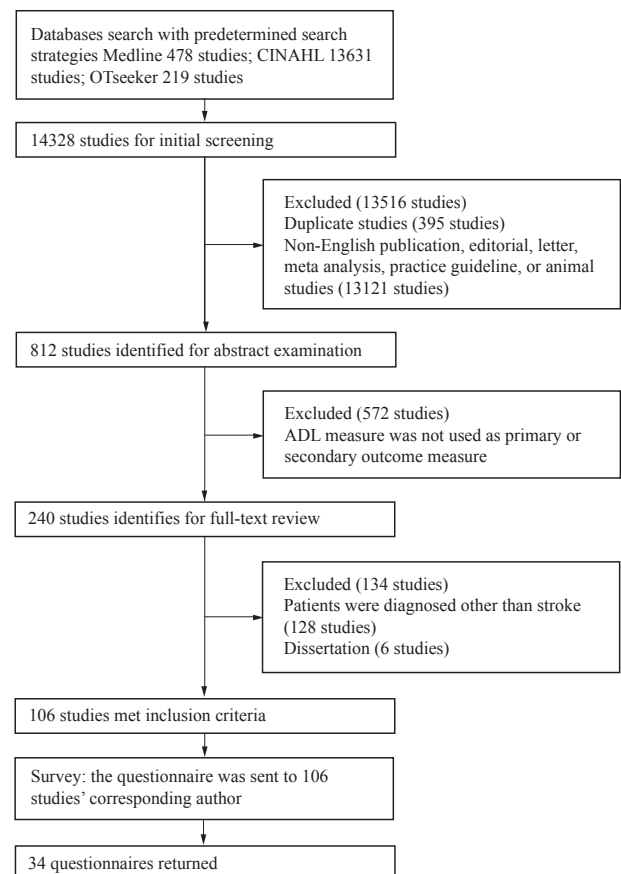 Databases search with predetermined search
strategies Medline 478 studies; CINAHL 13631
studies; OTseeker 219 studies
14328 studies for initial screening
Excluded (13516 studies)
Duplicate studies (395 studies)
Non-English publication, editorial, letter,
meta analysis, practice guideline, or animal
studies (13121 studies)
812 studies identified for abstract examination
Excluded (572 studies)
ADL measure was not used as primary or
secondary outcome measure
240 studies identifies for full-text review
Excluded (134 studies)
Patients were diagnosed other than stroke
(128 studies)
Dissertation (6 studies)
106 studies met inclusion criteria
Survey: the questionnaire was sent to 106
studies’ corresponding author
34 questionnaires returned